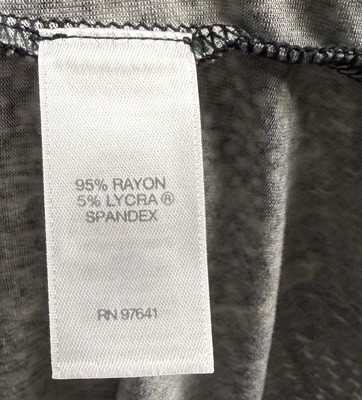 95% RAYON
5% LYCRA®
SPANDEX
RN 97641